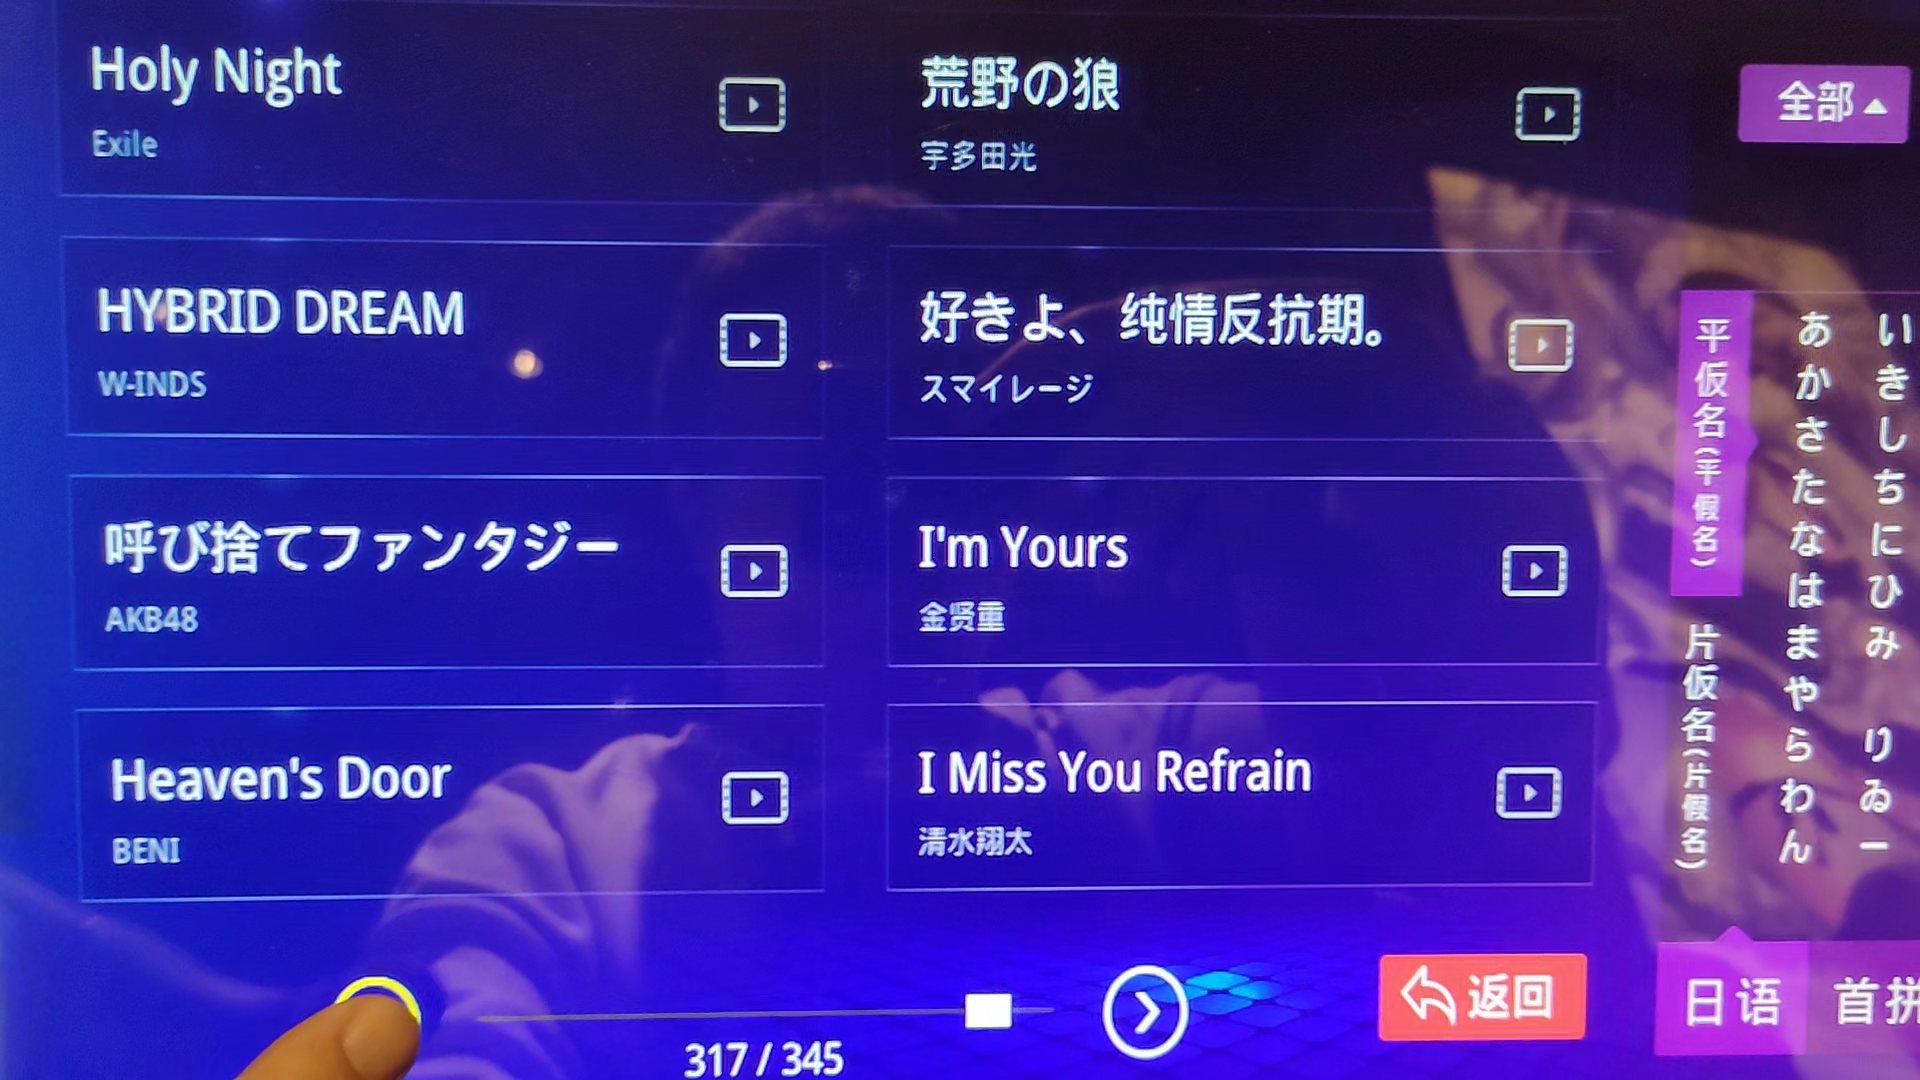 Holy Night
Exile
荒野の狼
宇多田光
HYBRID DREAM
W-INDS
好きよ、纯情反抗期。
スマイレージ
呼び捨てファンタジー
AKB48
I'm Yours
金贤重
Heaven's Door
BENI
I Miss You Refrain
清水翔太
317 / 345
返回
全部
平仮名(平假名)
片仮名(片假名)
あかさたなはまやらわん
いきしちにひみ りゐー
日语
首拼